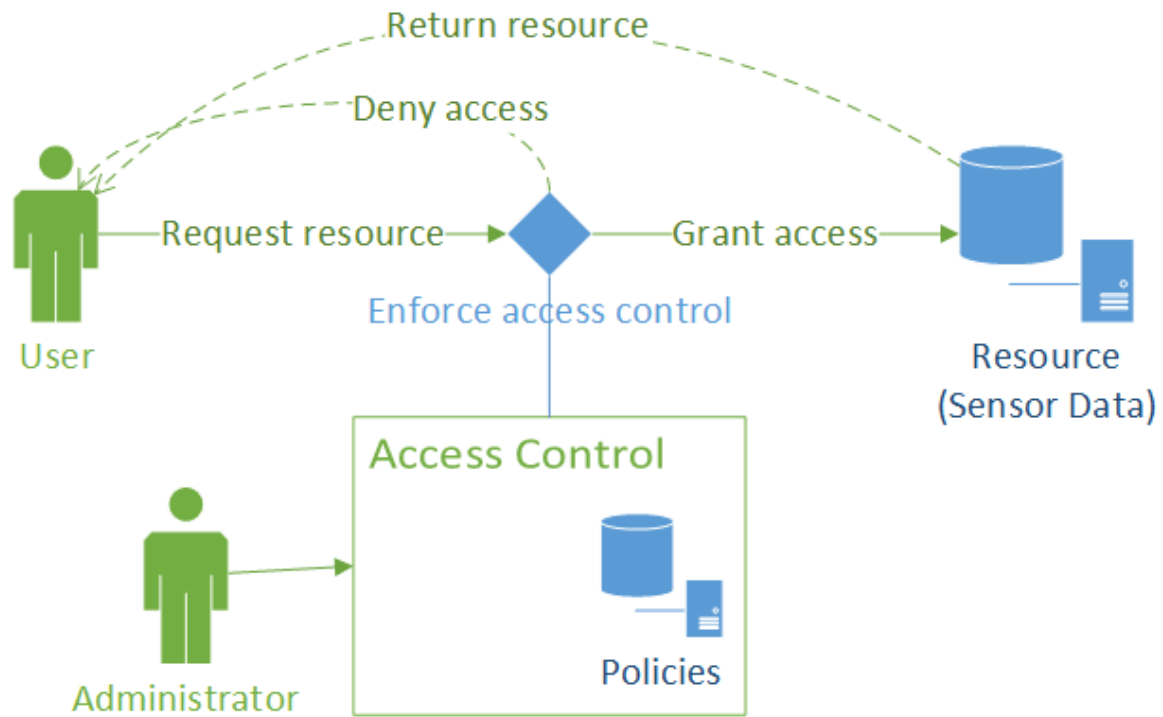 Return resource
Deny access
Request resource
Grant access
Enforce access control
User
Resource
(Sensor Data)
Access Control
Policies
Administrator